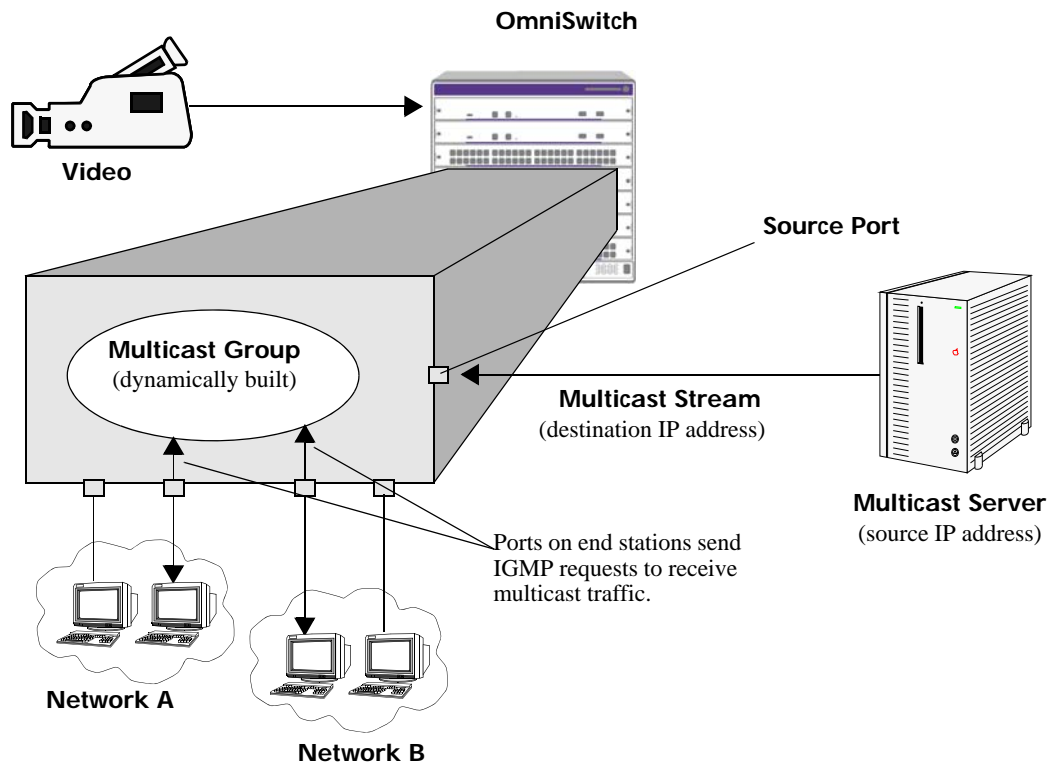 OmniSwitch
Video
Source Port
Multicast Group
(dynamically built)
Multicast Stream
(destination IP address)
Multicast Server
(source IP address)
Ports on end stations send
IGMP requests to receive
multicast traffic.
Network A
Network B